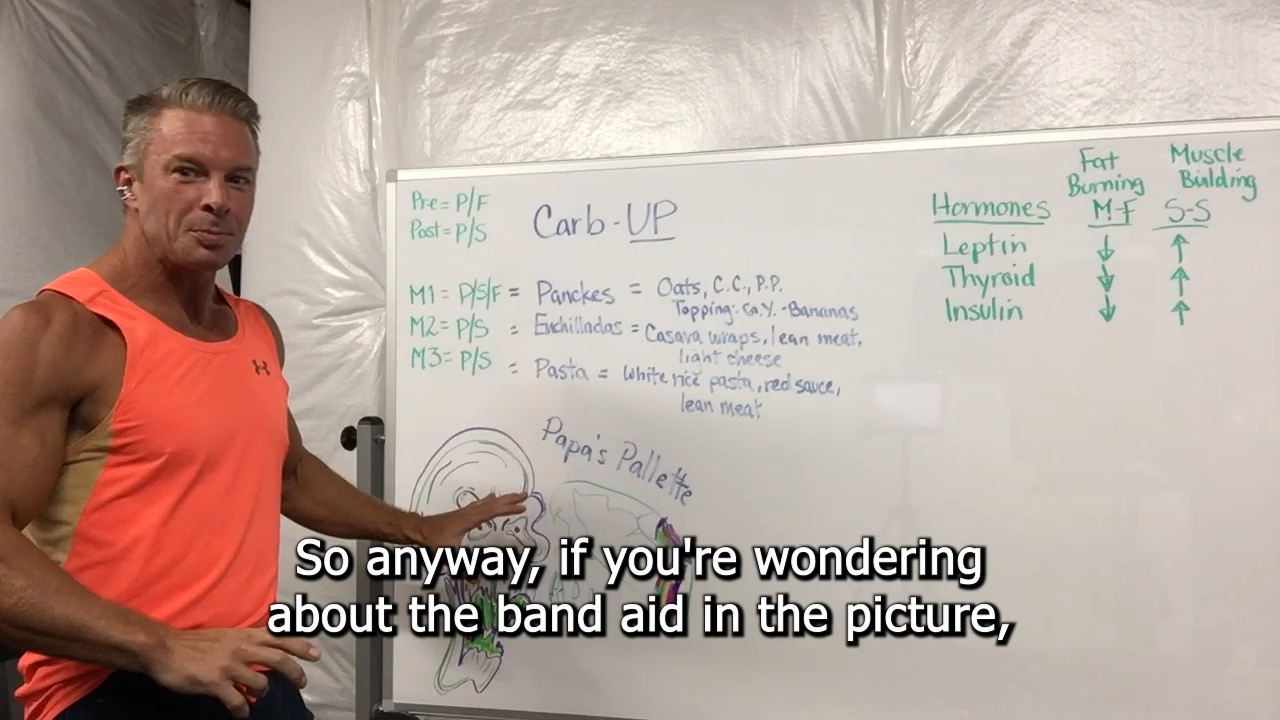 Pre = P/F
Post = P/S
Carb-UP
M1 = P/S/F = Panckes = Oats, C.C., P.P.
Topping: Go.Y. - Bananas
M2 = P/S = Enchilladas = Casava wraps, lean meat,
light cheese
M3 = P/S = Pasta = white rice pasta, red sauce,
lean meat
Papa's Pallette
Fat Burning
Muscle Building
Hormones M-F S-S
Leptin ↓ ↑
Thyroid ↓ ↑
Insulin ↓ ↑
So anyway, if you're wondering
about the band aid in the picture,